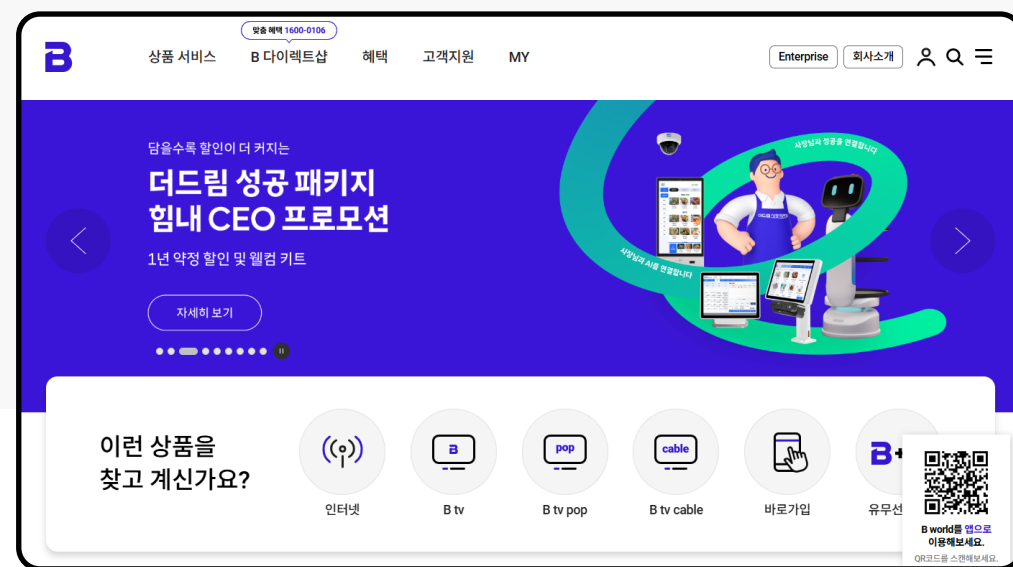 맞춤 혜택 1600-0106
B
상품 서비스
B 다이렉트샵
혜택
고객지원
MY
Enterprise
회사소개
담을수록 할인이 더 커지는
더드림 성공 패키지
힘내 CEO 프로모션
1년 약정 할인 및 웰컴 키트
자세히 보기
사장님과 성공을 연결합니다
사장님과 AI를 연결합니다
이런 상품을
찾고 계신가요?
B
pop
cable
B+
인터넷
B tv
B tv pop
B tv cable
바로가입
유무선
B world를 앱으로
이용해보세요.
QR코드를 스캔해보세요.